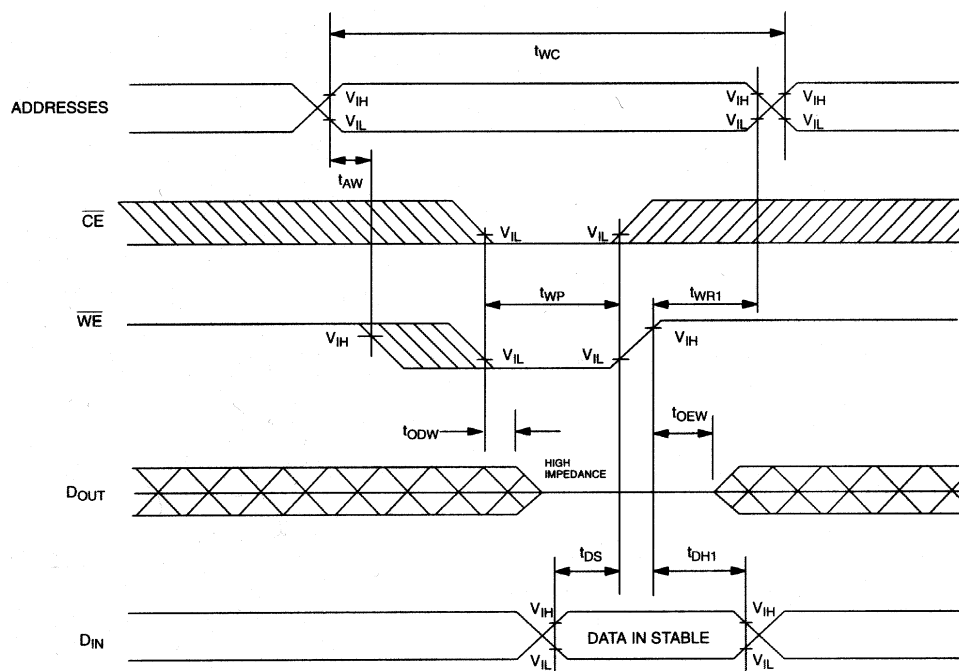 tWC
ADDRESSES
VIH VIH VIH
VIL VIL VIL
tAW
CE
VIL VIL
tWP tWR1
WE
VIH VIL VIL VIH
tODW tOEW
HIGH
IMPEDANCE
DOUT
tDS tDH1
VIH VIH
DIN DATA IN STABLE
VIL VIL